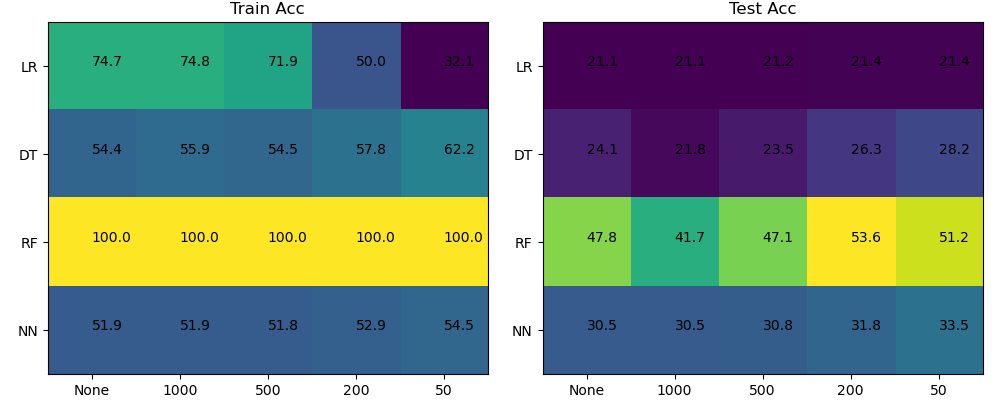 Train Acc
LR 74.7 74.8 71.9 50.0 32.1
DT 54.4 55.9 54.5 57.8 62.2
RF 100.0 100.0 100.0 100.0 100.0
NN 51.9 51.9 51.8 52.9 54.5
None 1000 500 200 50
Test Acc
LR 21.1 21.1 21.2 21.4 21.4
DT 24.1 21.8 23.5 26.3 28.2
RF 47.8 41.7 47.1 53.6 51.2
NN 30.5 30.5 30.8 31.8 33.5
None 1000 500 200 50